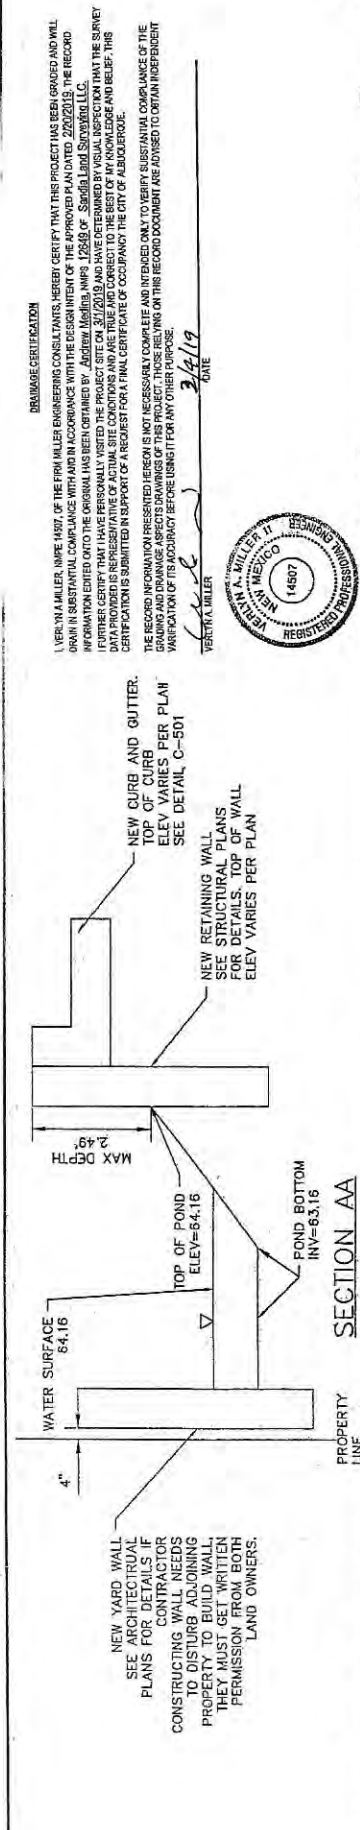 NEW YARD WALL
SEE ARCHITECTRUAL
PLANS FOR DETAILS IF
CONTRACTOR
CONSTRUCTING WALL NEEDS
TO DISTURB ADJOINING
PROPERTY TO BUILD WALL,
THEY MUST GET WRITTEN
PERMISSION FROM BOTH
LAND OWNERS.
4"
WATER SURFACE
64.16
MAX DEPTH
2.49'
TOP OF POND
ELEV=64.16
POND BOTTOM
INV=63.16
PROPERTY
LINE
SECTION AA
NEW CURB AND GUTTER.
TOP OF CURB
ELEV VARIES PER PLAN
SEE DETAIL, C-501
NEW RETAINING WALL
SEE STRUCTURAL PLANS
FOR DETAILS. TOP OF WALL
ELEV VARIES PER PLAN
DRAINAGE CERTIFICATION
I, VERLYN A MILLER, NMPE 14507, OF THE FIRM MILLER ENGINEERING CONSULTANTS, HEREBY CERTIFY THAT THIS PROJECT HAS BEEN GRADED AND WILL
DRAIN IN SUBSTANTIAL COMPLIANCE WITH AND IN ACCORDANCE WITH THE DESIGN INTENT OF THE APPROVED PLAN DATED 2/20/2019. THE RECORD
INFORMATION EDITED ONTO THE ORIGINAL HAS BEEN OBTAINED BY Andrew Medina, NMPS 12649 OF Sandia Land Surveying LLC.
I FURTHER CERTIFY THAT I HAVE PERSONALLY VISITED THE PROJECT SITE ON 3/1/2019 AND HAVE DETERMINED BY VISUAL INSPECTION THAT THE SURVEY
DATA PROVIDED IS REPRESENTATIVE OF ACTUAL SITE CONDITIONS AND ARE TRUE AND CORRECT TO THE BEST OF MY KNOWLEDGE AND BELIEF. THIS
CERTIFICATION IS SUBMITTED IN SUPPORT OF A REQUEST FOR A FINAL CERTIFICATE OF OCCUPANCY THE CITY OF ALBUQUERQUE.
THE RECORD INFORMATION PRESENTED HEREON IS NOT NECESSARILY COMPLETE AND INTENDED ONLY TO VERIFY SUBSTANTIAL COMPLIANCE OF THE
GRADING AND DRAINAGE ASPECTS DRAWINGS OF THIS PROJECT. THOSE RELYING ON THIS RECORD DOCUMENT ARE ADVISED TO OBTAIN INDEPENDENT
VARIFICATION OF ITS ACCURACY BEFORE USING IT FOR ANY OTHER PURPOSE.
3/4/19
VERLYN A. MILLER DATE
VERLYN A. MILLER II
NEW MEXICO
14507
REGISTERED PROFESSIONAL ENGINEER